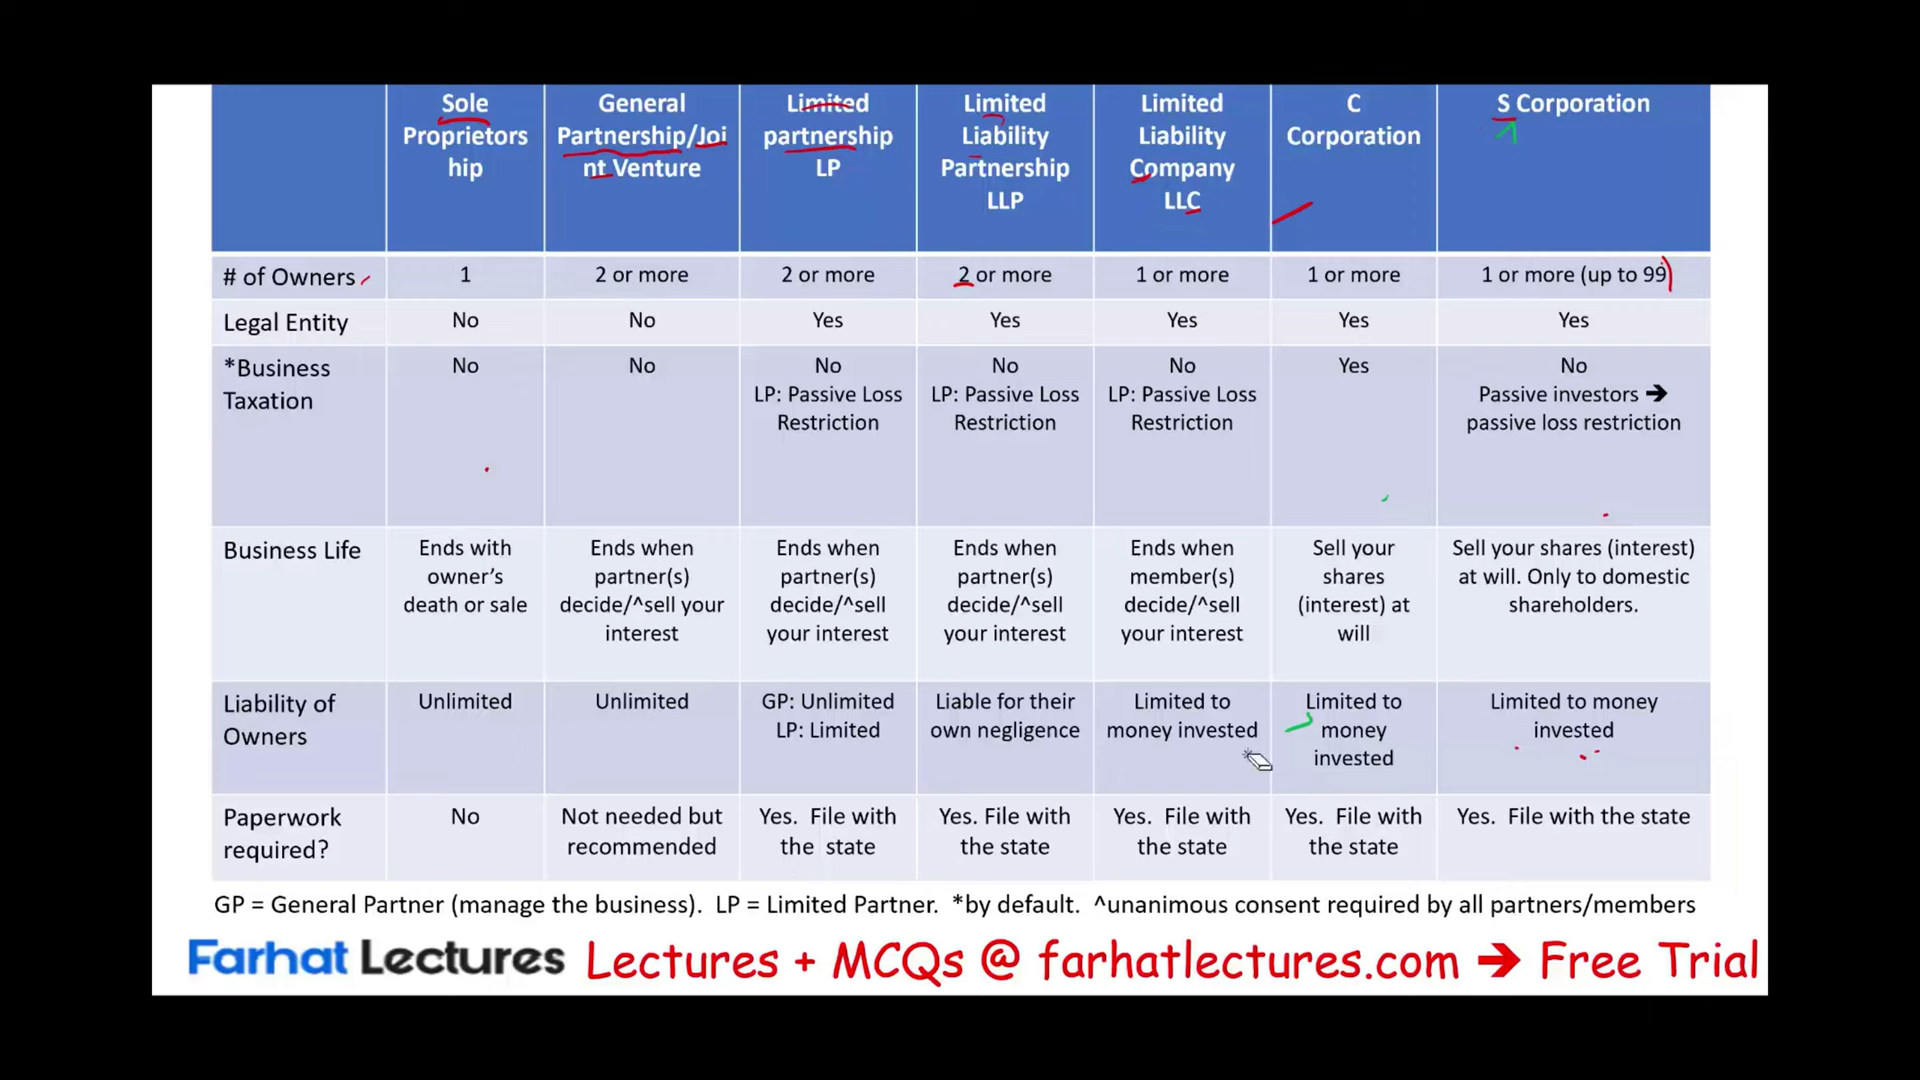 Sole Proprietors hip
General Partnership/Joi nt Venture
Limited partnership LP
Limited Liability Partnership LLP
Limited Liability Company LLC
C Corporation
S Corporation
# of Owners
1
2 or more
2 or more
2 or more
1 or more
1 or more
1 or more (up to 99)
Legal Entity
No
No
Yes
Yes
Yes
Yes
Yes
*Business Taxation
No
No
No
LP: Passive Loss Restriction
No
LP: Passive Loss Restriction
No
LP: Passive Loss Restriction
Yes
No
Passive investors ➔ passive loss restriction
Business Life
Ends with owner’s death or sale
Ends when partner(s) decide/^sell your interest
Ends when partner(s) decide/^sell your interest
Ends when partner(s) decide/^sell your interest
Ends when member(s) decide/^sell your interest
Sell your shares (interest) at will
Sell your shares (interest) at will. Only to domestic shareholders.
Liability of Owners
Unlimited
Unlimited
GP: Unlimited
LP: Limited
Liable for their own negligence
Limited to money invested
Limited to money invested
Limited to money invested
Paperwork required?
No
Not needed but recommended
Yes. File with the state
Yes. File with the state
Yes. File with the state
Yes. File with the state
Yes. File with the state
GP = General Partner (manage the business). LP = Limited Partner. *by default. ^unanimous consent required by all partners/members
Farhat Lectures Lectures + MCQs @ farhatlectures.com ➔ Free Trial